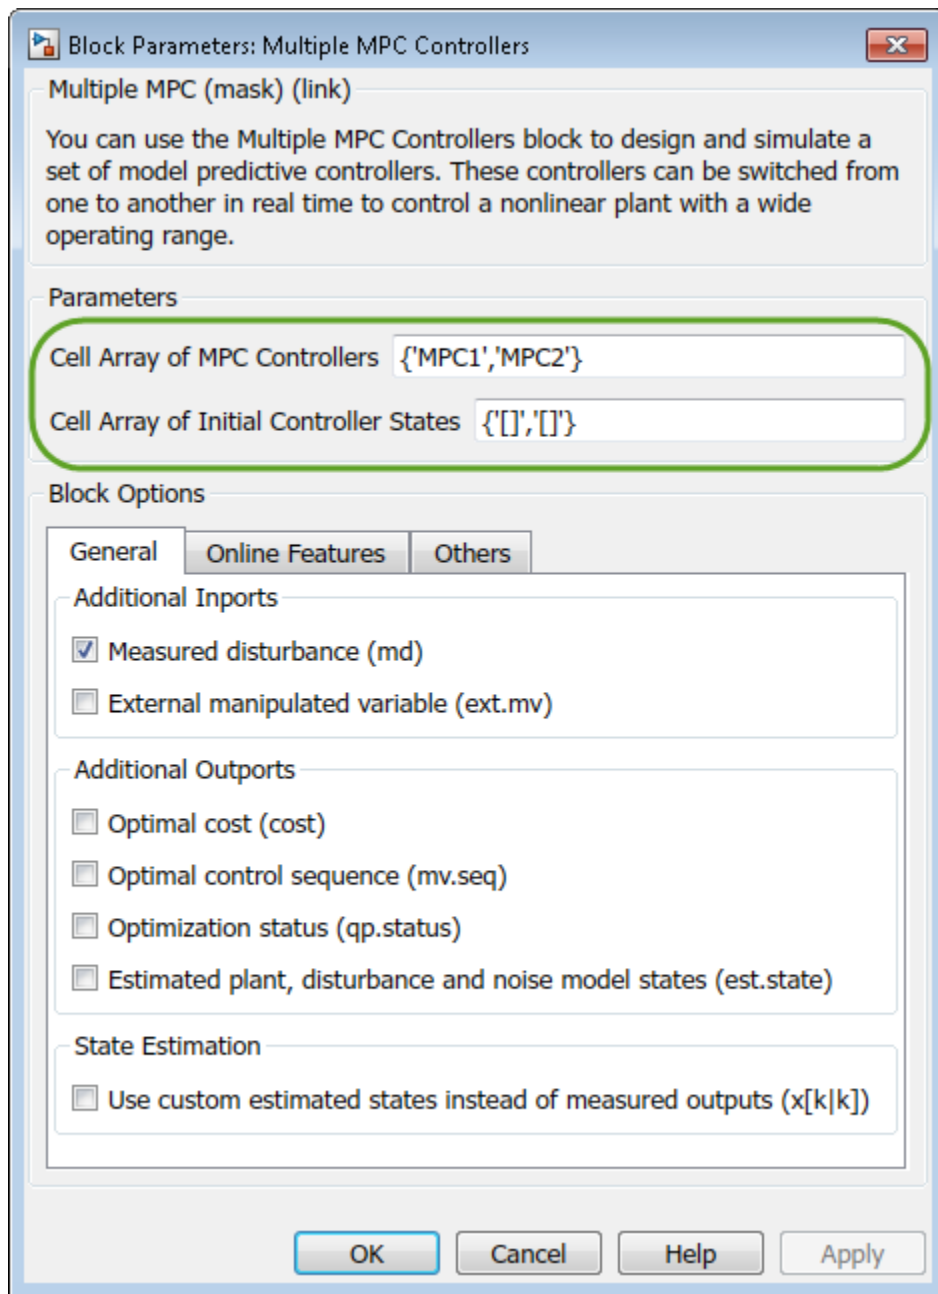 Block Parameters: Multiple MPC Controllers
Multiple MPC (mask) (link)
You can use the Multiple MPC Controllers block to design and simulate a
set of model predictive controllers. These controllers can be switched from
one to another in real time to control a nonlinear plant with a wide
operating range.
Parameters
Cell Array of MPC Controllers {'MPC1','MPC2'}
Cell Array of Initial Controller States {'[]','[]'}
Block Options
General Online Features Others
Additional Inports
Measured disturbance (md)
External manipulated variable (ext.mv)
Additional Outports
Optimal cost (cost)
Optimal control sequence (mv.seq)
Optimization status (qp.status)
Estimated plant, disturbance and noise model states (est.state)
State Estimation
Use custom estimated states instead of measured outputs (x[k|k])
OK Cancel Help Apply